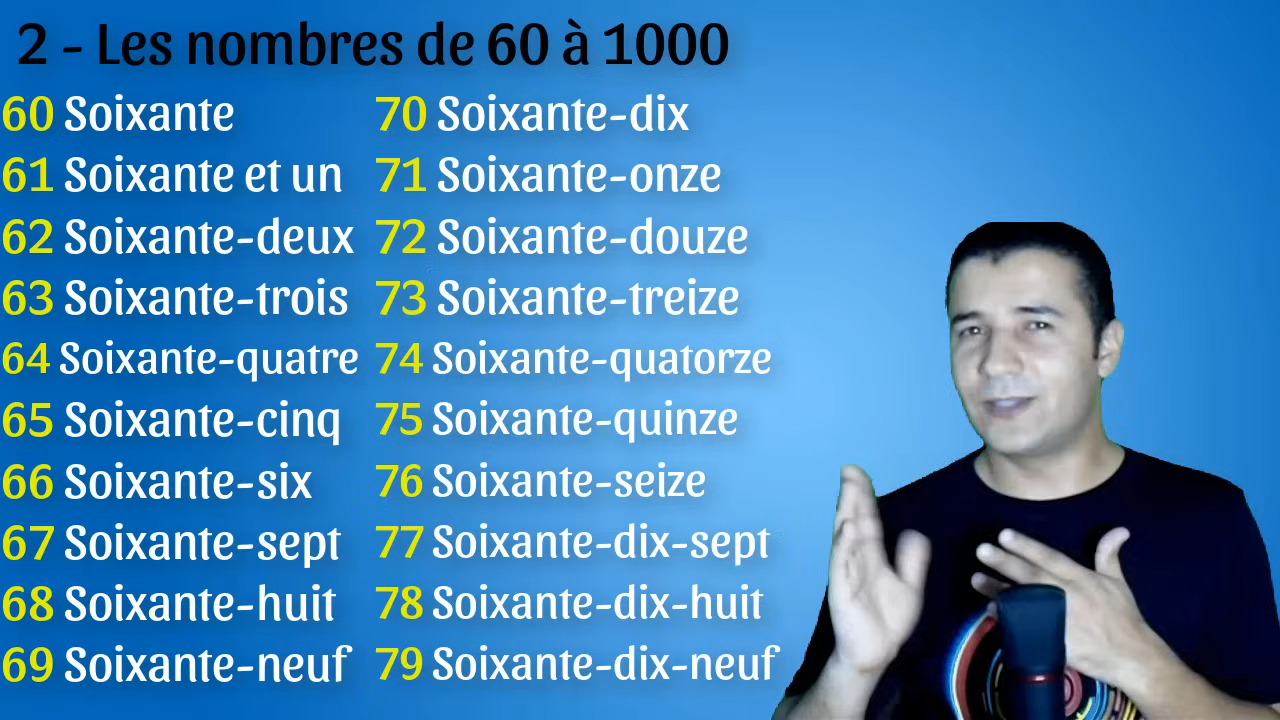 2 - Les nombres de 60 à 1000
60 Soixante
61 Soixante et un
62 Soixante-deux
63 Soixante-trois
64 Soixante-quatre
65 Soixante-cinq
66 Soixante-six
67 Soixante-sept
68 Soixante-huit
69 Soixante-neuf
70 Soixante-dix
71 Soixante-onze
72 Soixante-douze
73 Soixante-treize
74 Soixante-quatorze
75 Soixante-quinze
76 Soixante-seize
77 Soixante-dix-sept
78 Soixante-dix-huit
79 Soixante-dix-neuf